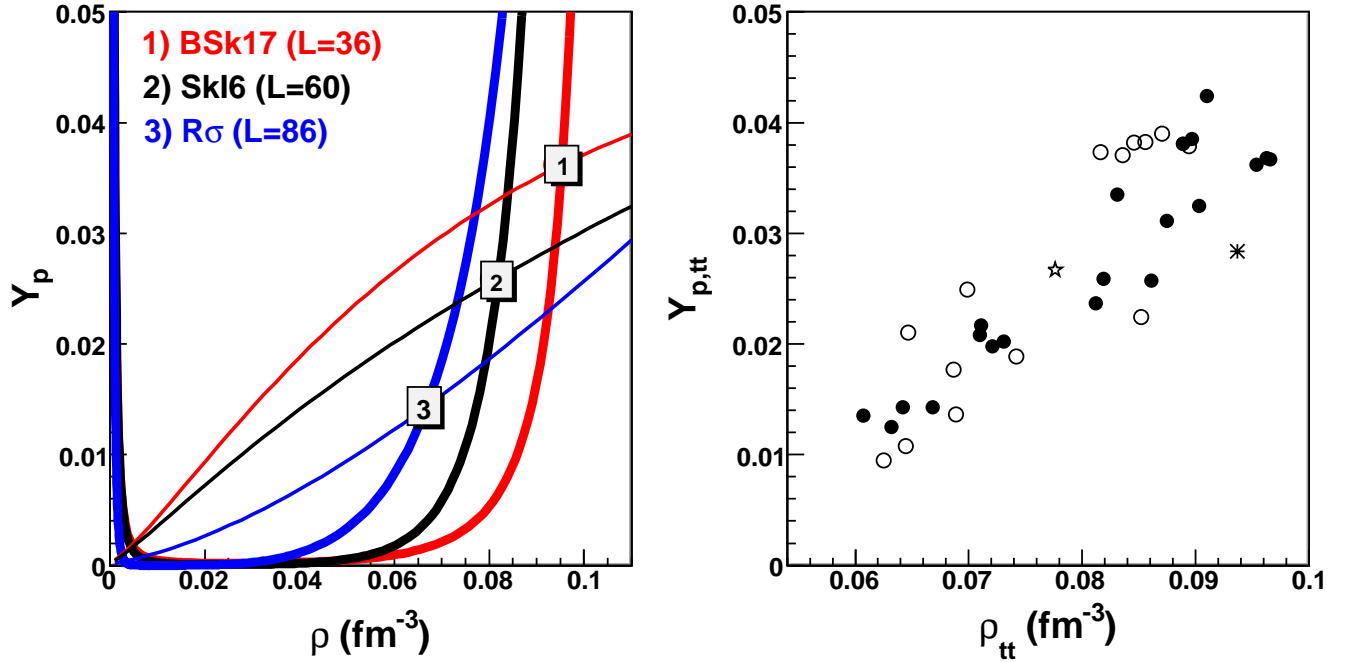 0.05
0.04
0.03
0.02
0.01
0
Yp
1) BSk17 (L=36)
2) SkI6 (L=60)
3) Rσ (L=86)
1
2
3
0 0.02 0.04 0.06 0.08 0.1
ρ (fm-3)
0.05
0.04
0.03
0.02
0.01
0
Yp,tt
0.06 0.07 0.08 0.09 0.1
ρtt (fm-3)